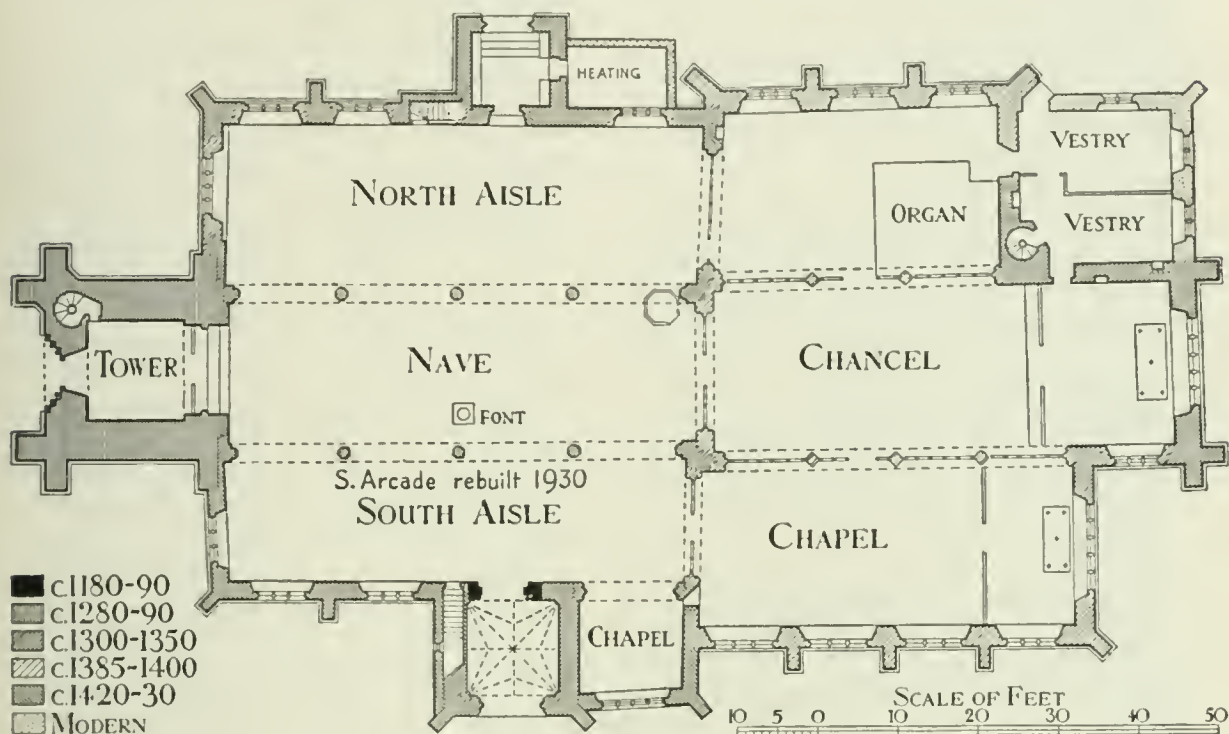 HEATING
VESTRY
NORTH AISLE
ORGAN
VESTRY
TOWER
NAVE
CHANCEL
FONT
S. Arcade rebuilt 1930
SOUTH AISLE
CHAPEL
CHAPEL
c.1180-90
c.1280-90
c.1300-1350
c.1385-1400
c.1420-30
MODERN
SCALE OF FEET
10 5 0 10 20 30 40 50